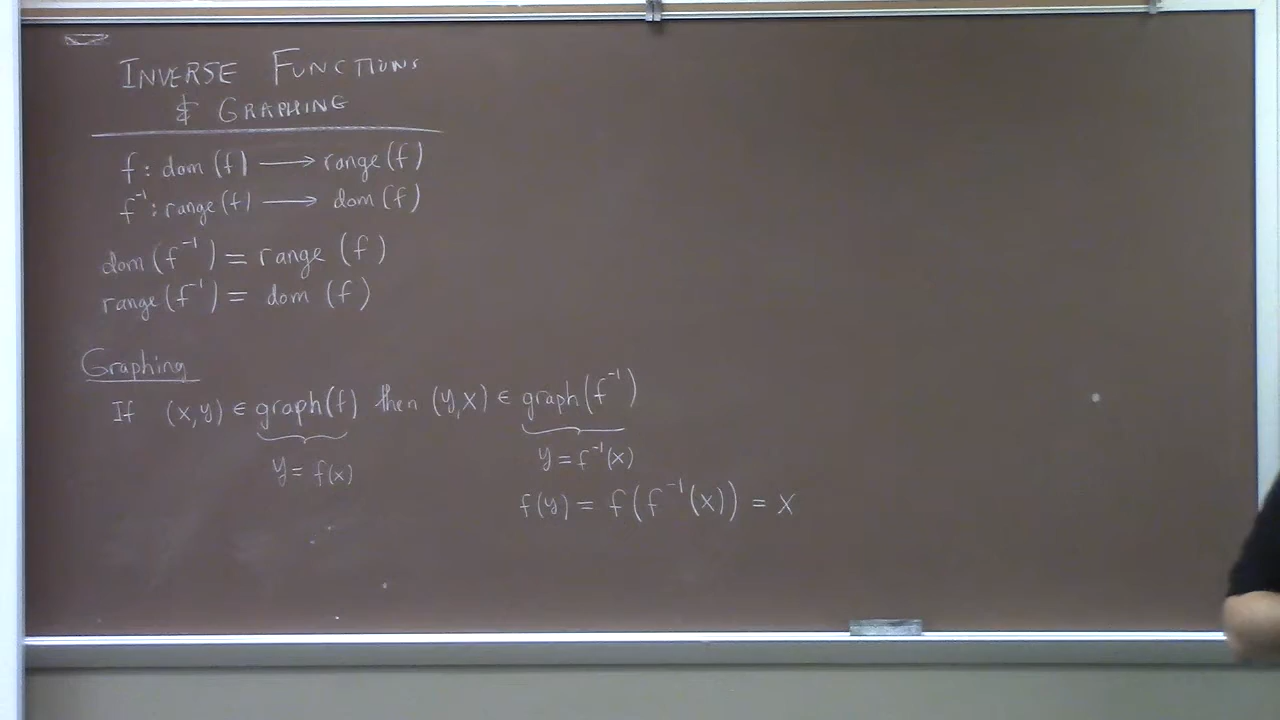 INVERSE FUNCTIONS
& GRAPHING
f: dom (f) ⟶ range (f)
f⁻¹: range (f) ⟶ dom (f)
dom (f⁻¹) = range (f)
range (f⁻¹) = dom (f)
Graphing
If (x,y) ∈ graph(f) then (y,x) ∈ graph(f⁻¹)
y = f(x)
y = f⁻¹(x)
f(y) = f(f⁻¹(x)) = x